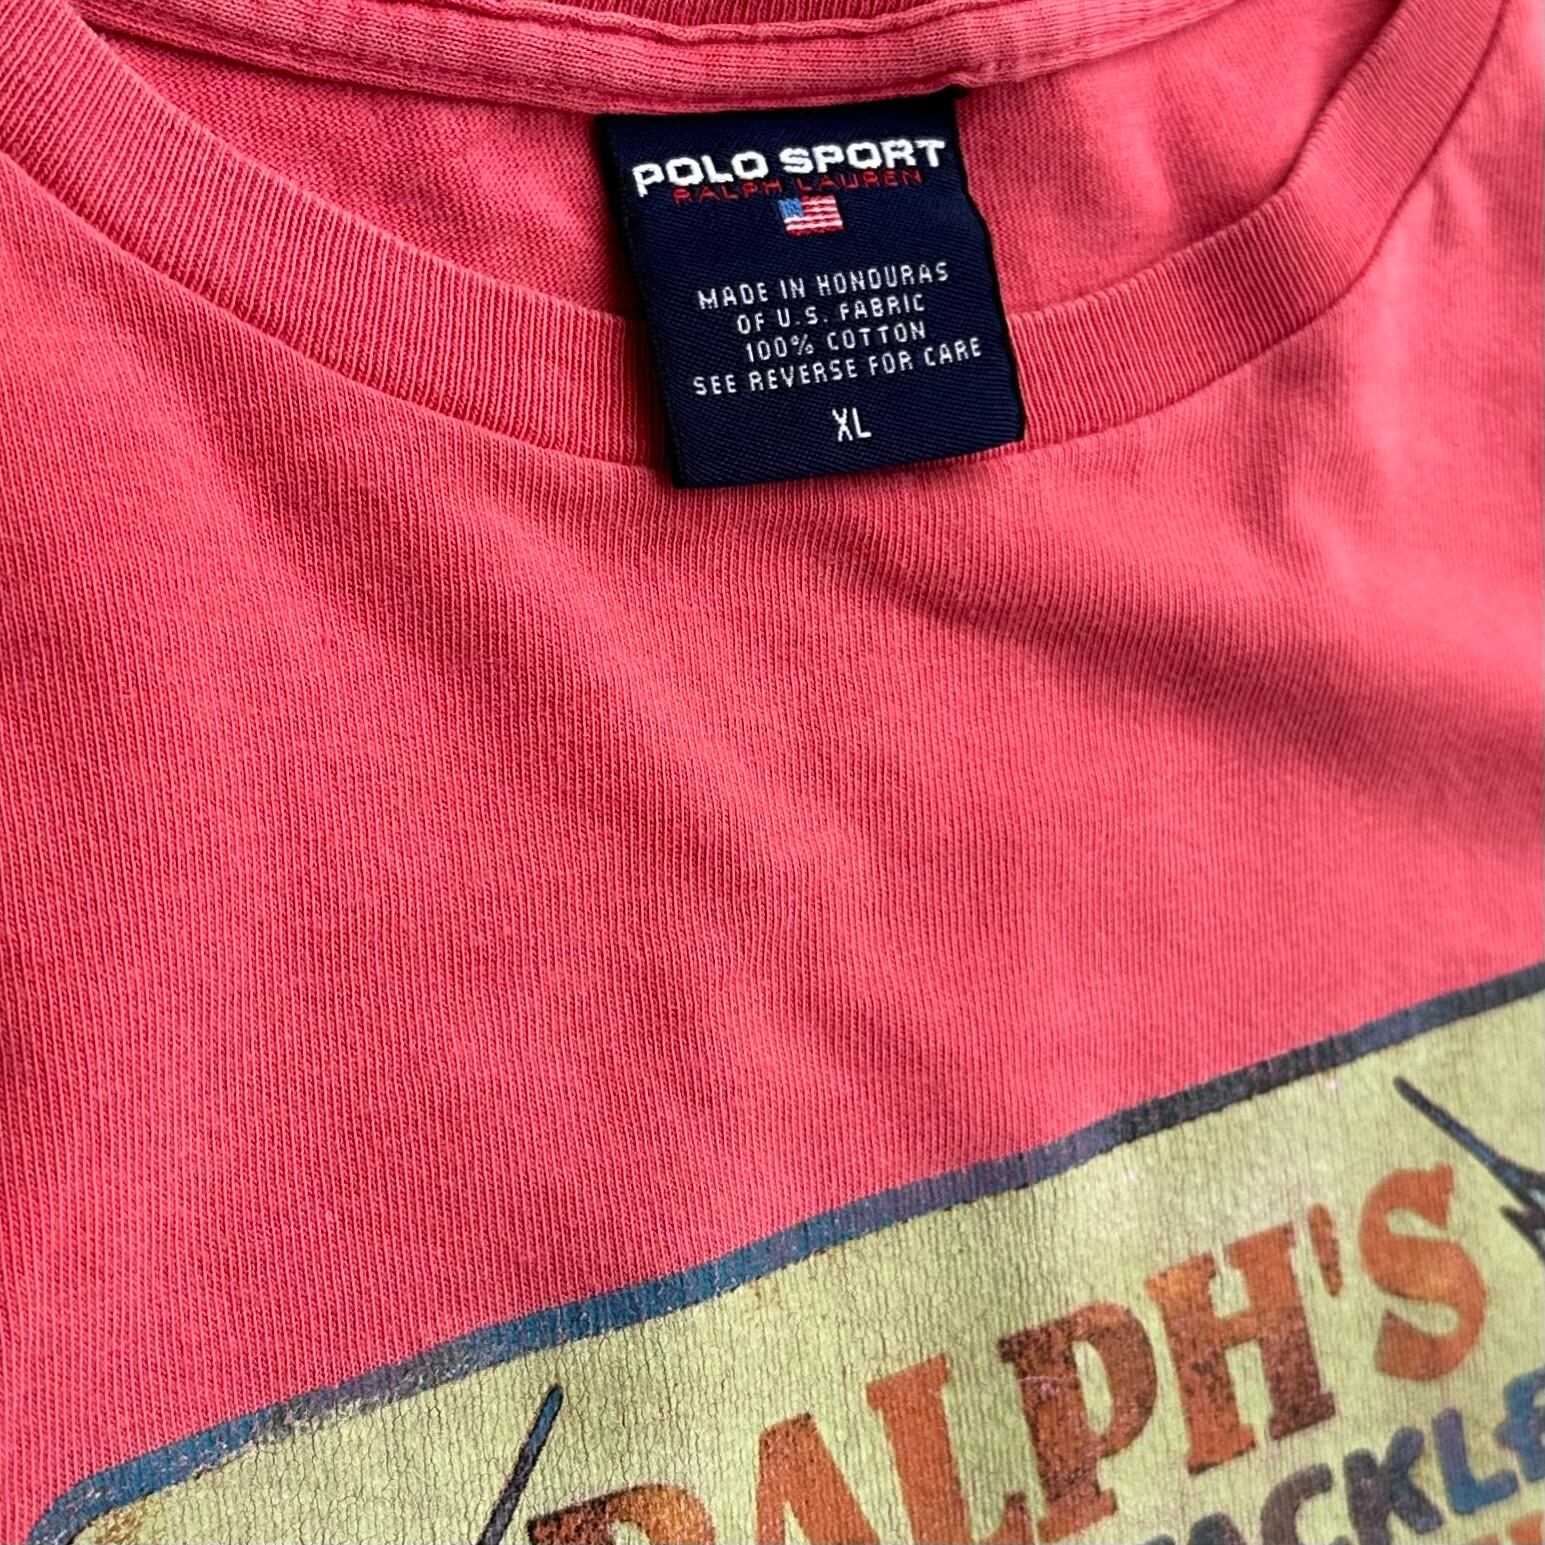 POLO SPORT
RALPH LAUREN
MADE IN HONDURAS
OF U.S. FABRIC
100% COTTON
SEE REVERSE FOR CARE
XL
RALPH'S